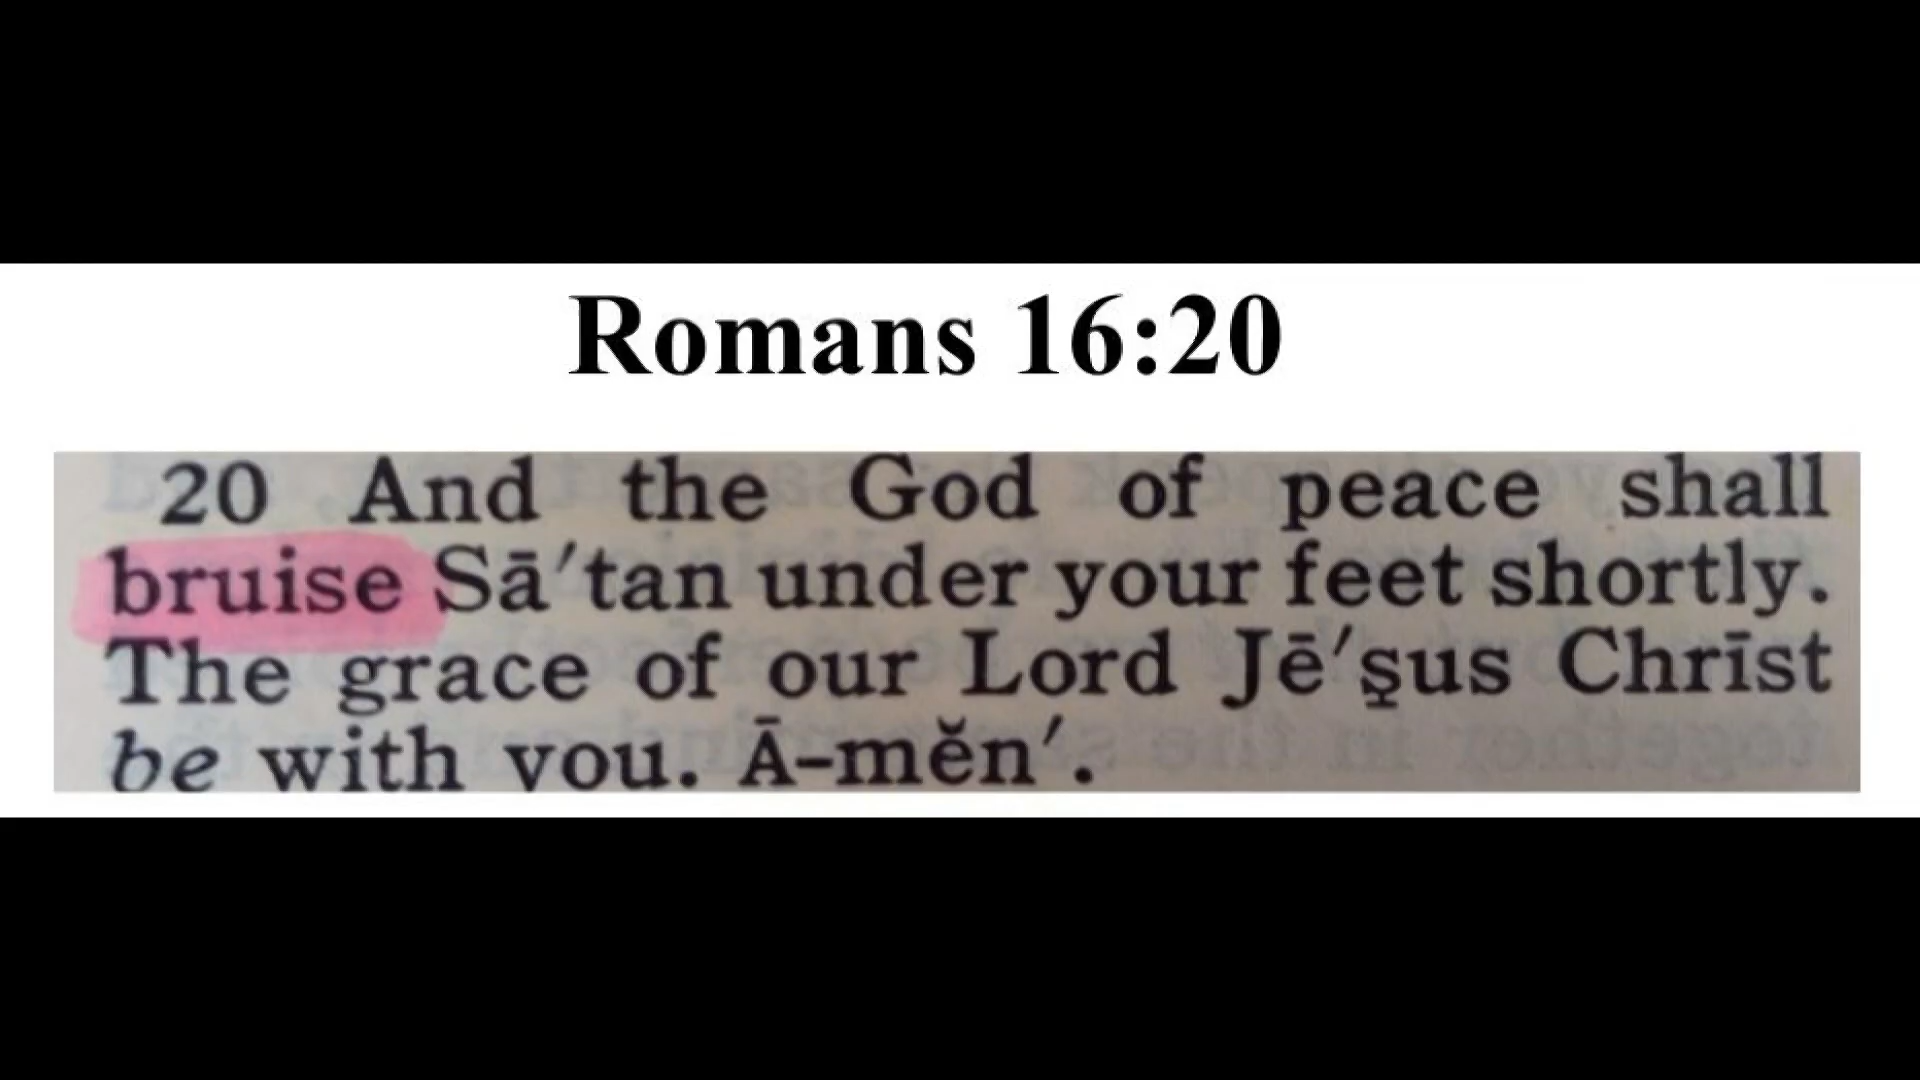 Romans 16:20
20 And the God of peace shall
bruise Sā′tan under your feet shortly.
The grace of our Lord Jē′ṣus Chrīst
be with you. Ā-mĕn′.